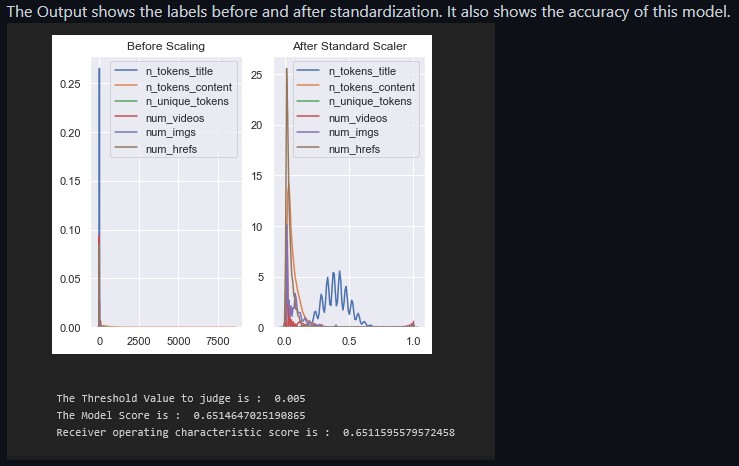 The Output shows the labels before and after standardization. It also shows the accuracy of this model.
Before Scaling
n_tokens_title
n_tokens_content
n_unique_tokens
num_videos
num_imgs
num_hrefs
0.25
0.20
0.15
0.10
0.05
0.00
0 2500 5000 7500
After Standard Scaler
n_tokens_title
n_tokens_content
n_unique_tokens
num_videos
num_imgs
num_hrefs
25
20
15
10
5
0
0.0 0.5 1.0
The Threshold Value to judge is : 0.005
The Model Score is : 0.6514647025190865
Receiver operating characteristic score is : 0.6511595579572458